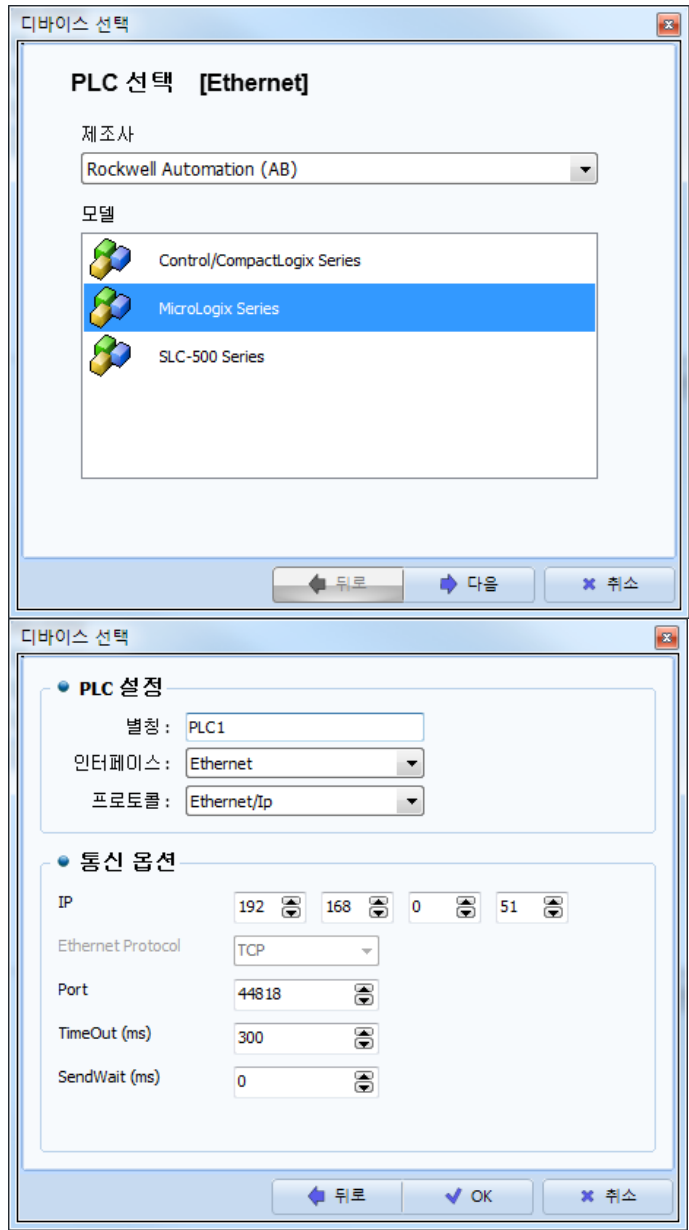 디바이스 선택
PLC 선택 [Ethernet]
제조사
Rockwell Automation (AB)
모델
Control/CompactLogix Series
MicroLogix Series
SLC-500 Series
뒤로 다음 취소
디바이스 선택
PLC 설정
별칭 : PLC1
인터페이스 : Ethernet
프로토콜 : Ethernet/Ip
통신 옵션
IP 192 168 0 51
Ethernet Protocol TCP
Port 44818
TimeOut (ms) 300
SendWait (ms) 0
뒤로 OK 취소